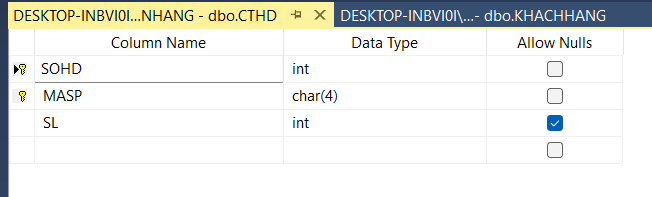 DESKTOP-INBVI0I...NHANG - dbo.CTHD DESKTOP-INBVI0I\...- dbo.KHACHHANG
Column Name Data Type Allow Nulls
SOHD int
MASP char(4)
SL int